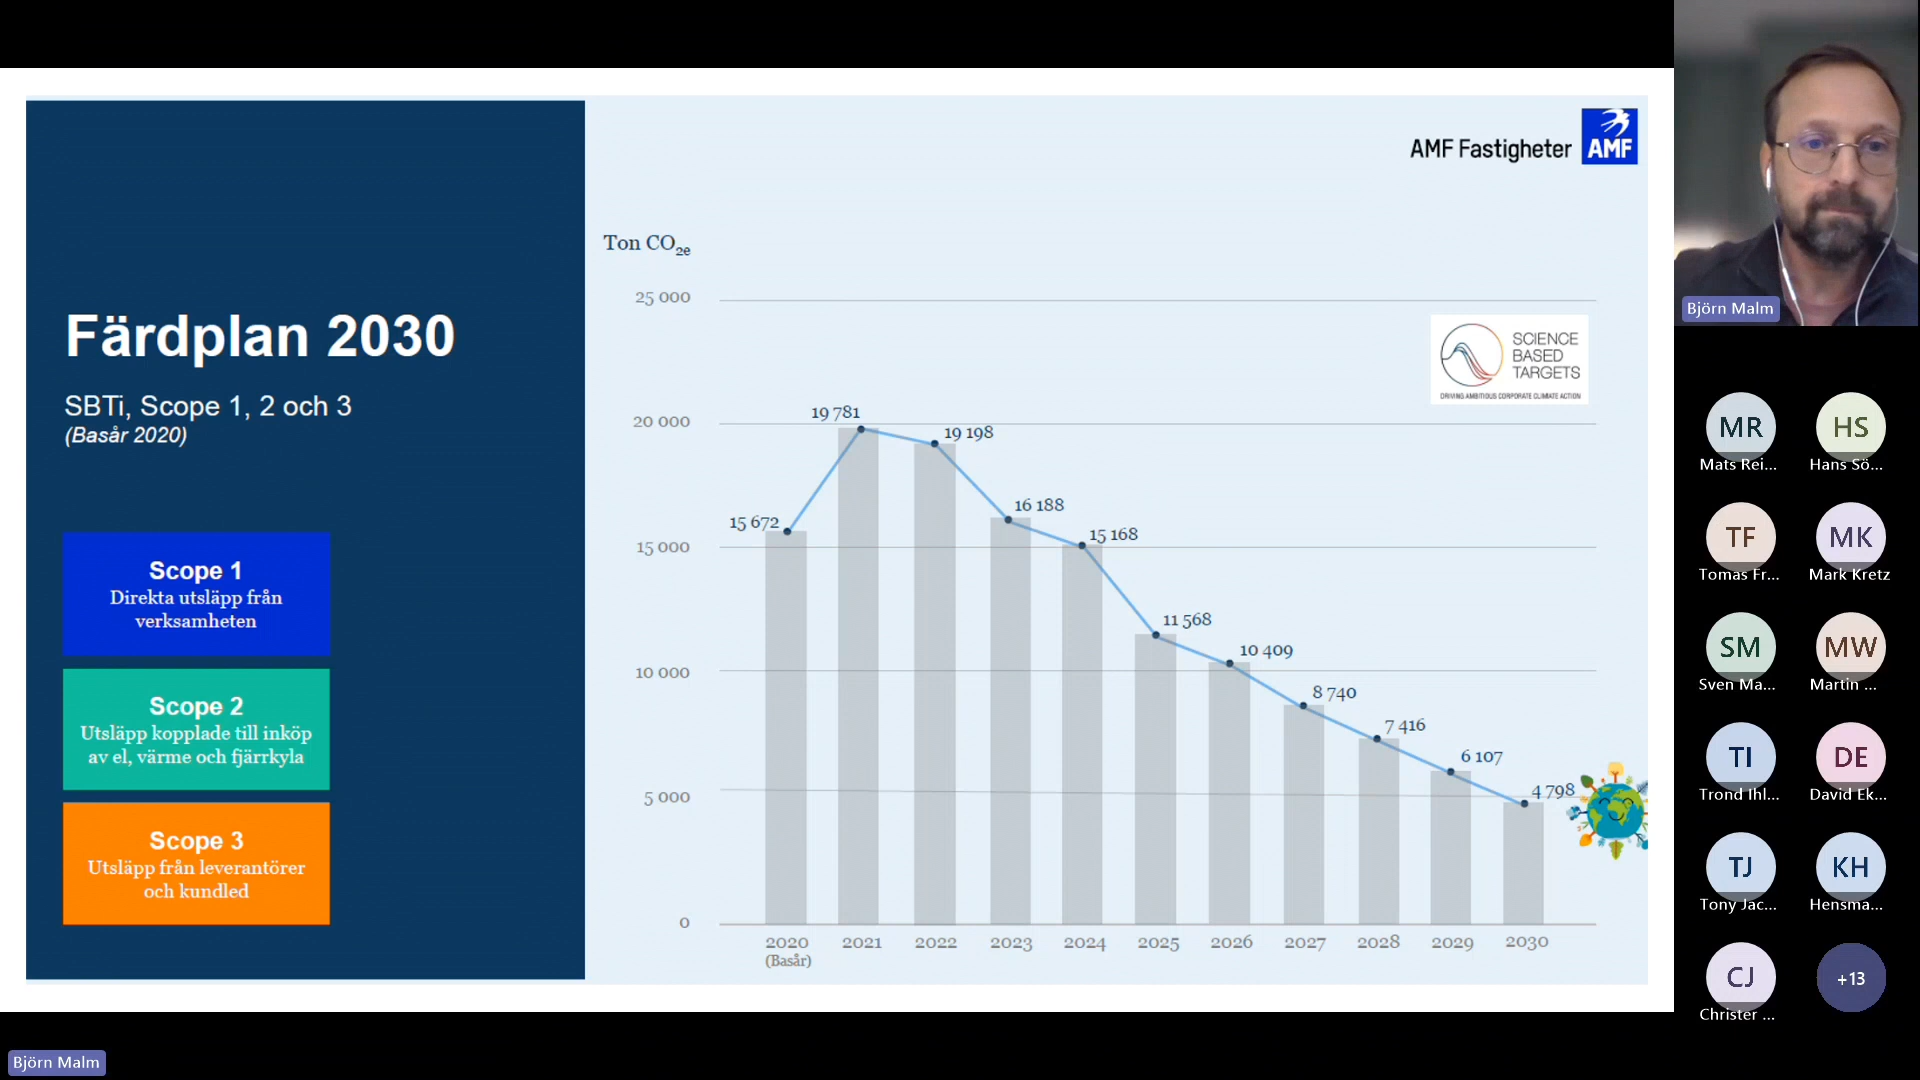 AMF Fastigheter
AMF
Färdplan 2030
SBTi, Scope 1, 2 och 3
(Basår 2020)
Scope 1
Direkta utsläpp från
verksamheten
Scope 2
Utsläpp kopplade till inköp
av el, värme och fjärrkyla
Scope 3
Utsläpp från leverantörer
och kundled
Ton CO2e
25 000
20 000
15 000
10 000
5 000
0
SCIENCE
BASED
TARGETS
DRIVING AMBITIOUS CORPORATE CLIMATE ACTION
15 672
19 781
19 198
16 188
15 168
11 568
10 409
8 740
7 416
6 107
4 798
2020 2021 2022 2023 2024 2025 2026 2027 2028 2029 2030
(Basår)
Björn Malm
MR HS
Mats Rei... Hans Sö...
TF MK
Tomas Fr... Mark Kretz
SM MW
Sven Ma... Martin ...
TI DE
Trond Ihl... David Ek...
TJ KH
Tony Jac... Hensma...
CJ +13
Christer ...
Björn Malm